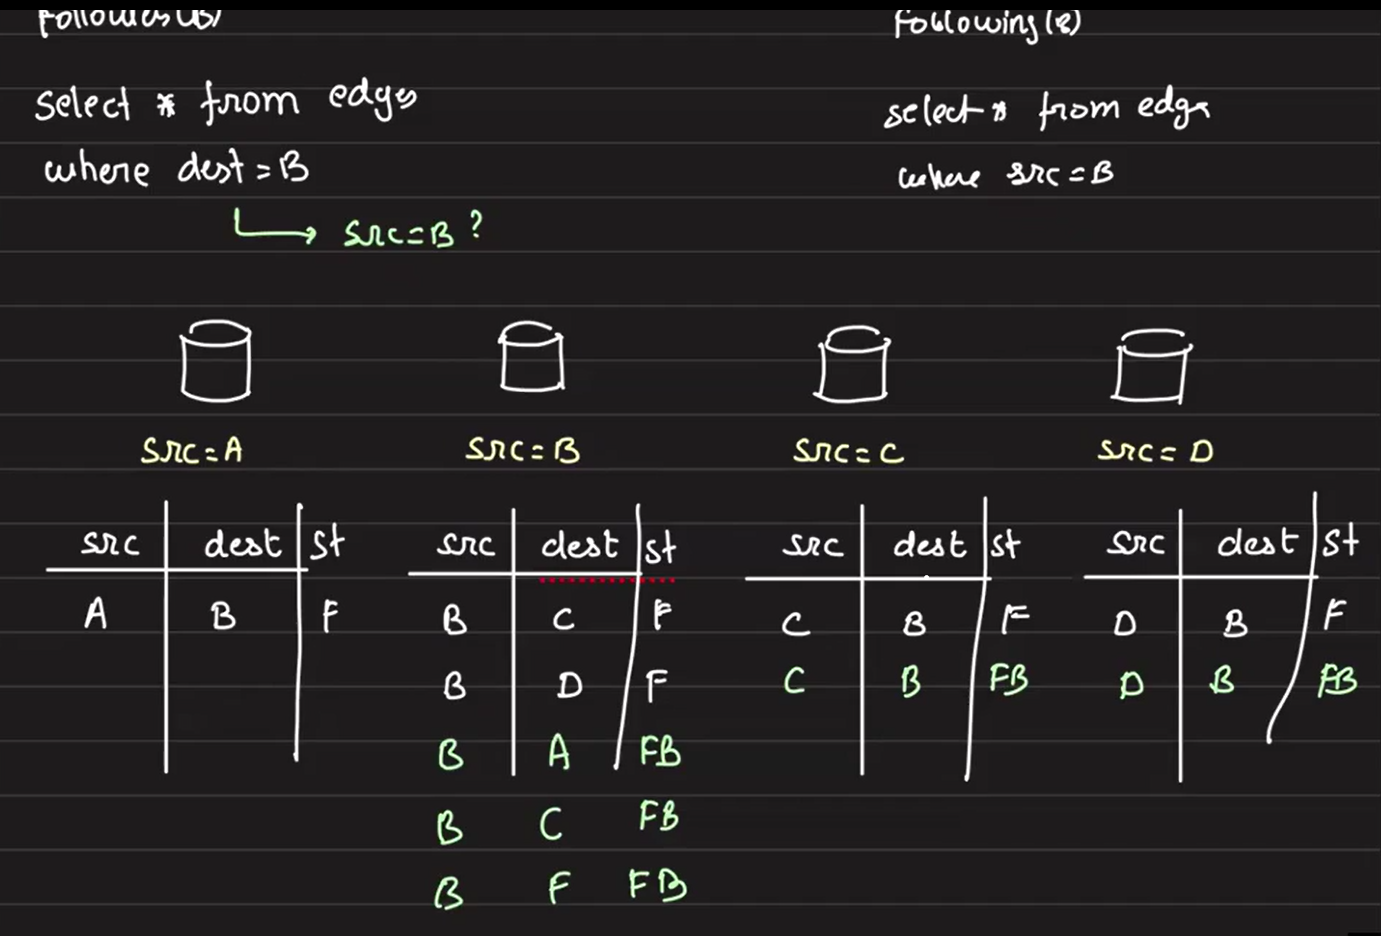 Followers(B)
Following(B)
Select * from edges
where dest = B
select * from edges
where src = B
src = B ?
src = A
src = B
src = C
src = D
src dest st
A B F
src dest st
B C F
B D F
B A FB
B C FB
B F FB
src dest st
C B F
C B FB
src dest st
D B F
D B FB